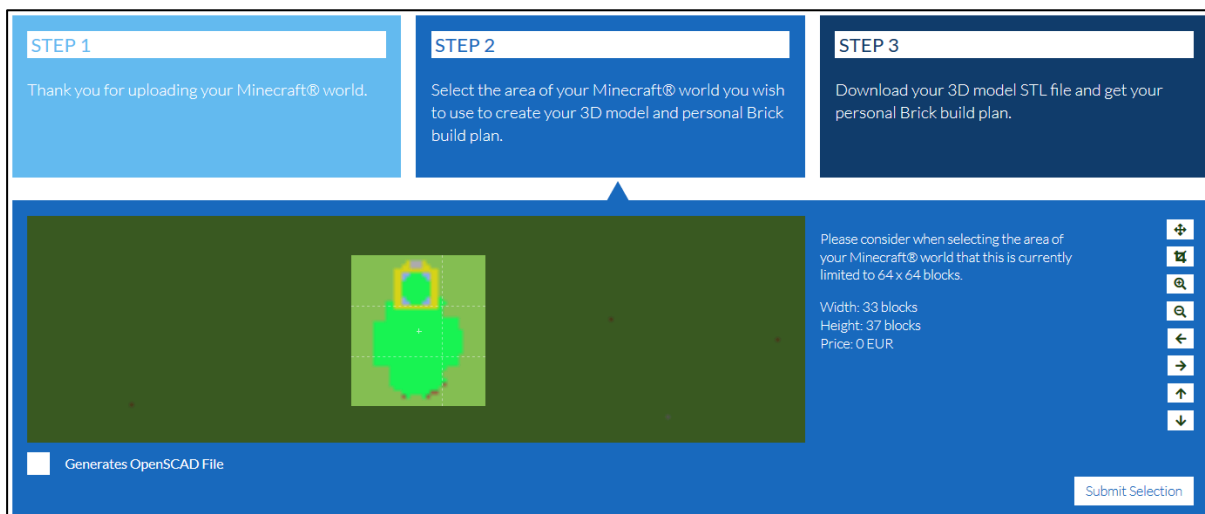 STEP 1
Thank you for uploading your Minecraft® world.
STEP 2
Select the area of your Minecraft® world you wish
to use to create your 3D model and personal Brick
build plan.
STEP 3
Download your 3D model STL file and get your
personal Brick build plan.
Please consider when selecting the area of
your Minecraft® world that this is currently
limited to 64 x 64 blocks.
Width: 33 blocks
Height: 37 blocks
Price: 0 EUR
Generates OpenSCAD File
Submit Selection